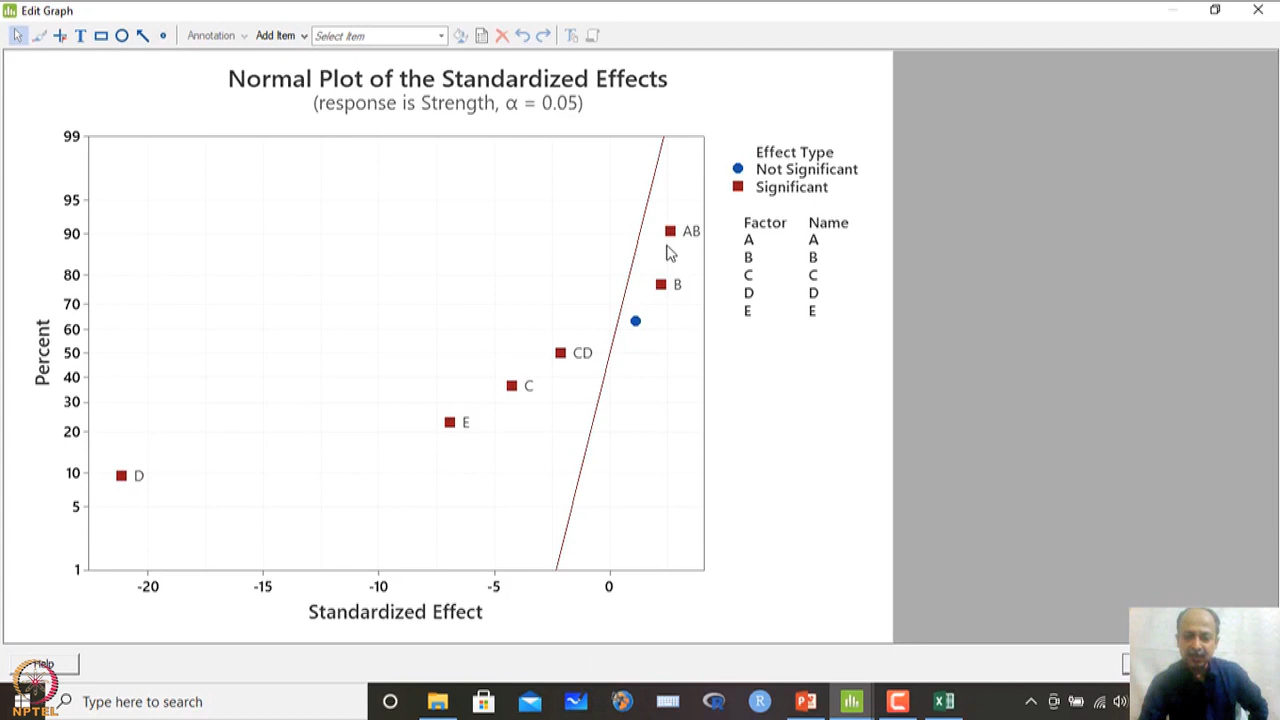 Edit Graph
Annotation Add Item Select Item
Normal Plot of the Standardized Effects
(response is Strength, α = 0.05)
99
95
90
80
70
60
50
40
30
20
10
5
1
Percent
AB
B
CD
C
E
D
-20 -15 -10 -5 0
Standardized Effect
Effect Type
Not Significant
Significant
Factor Name
A A
B B
C C
D D
E E
Help
NPTEL
Type here to search